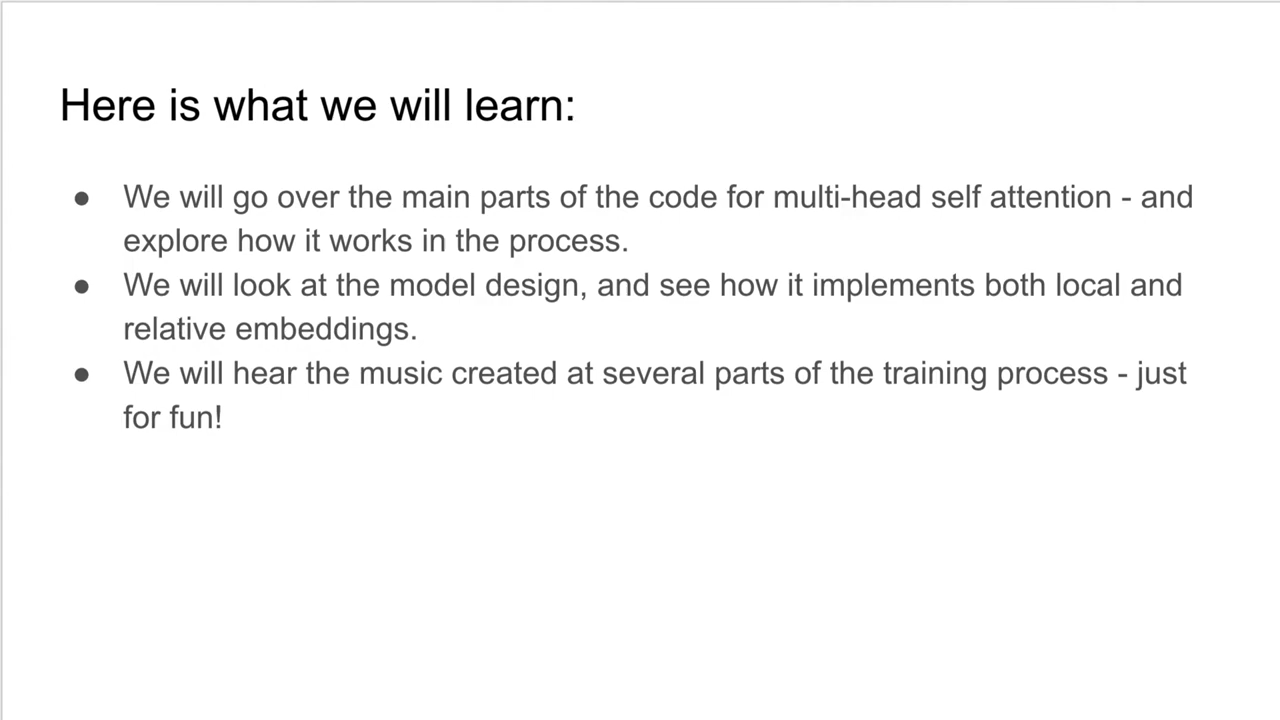 Here is what we will learn:
● We will go over the main parts of the code for multi-head self attention - and
explore how it works in the process.
● We will look at the model design, and see how it implements both local and
relative embeddings.
● We will hear the music created at several parts of the training process - just
for fun!